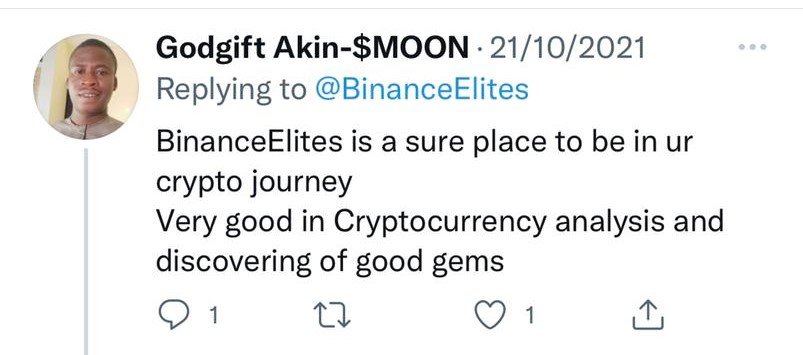 Godgift Akin-$MOON · 21/10/2021
Replying to @BinanceElites
BinanceElites is a sure place to be in ur
crypto journey
Very good in Cryptocurrency analysis and
discovering of good gems
1 1